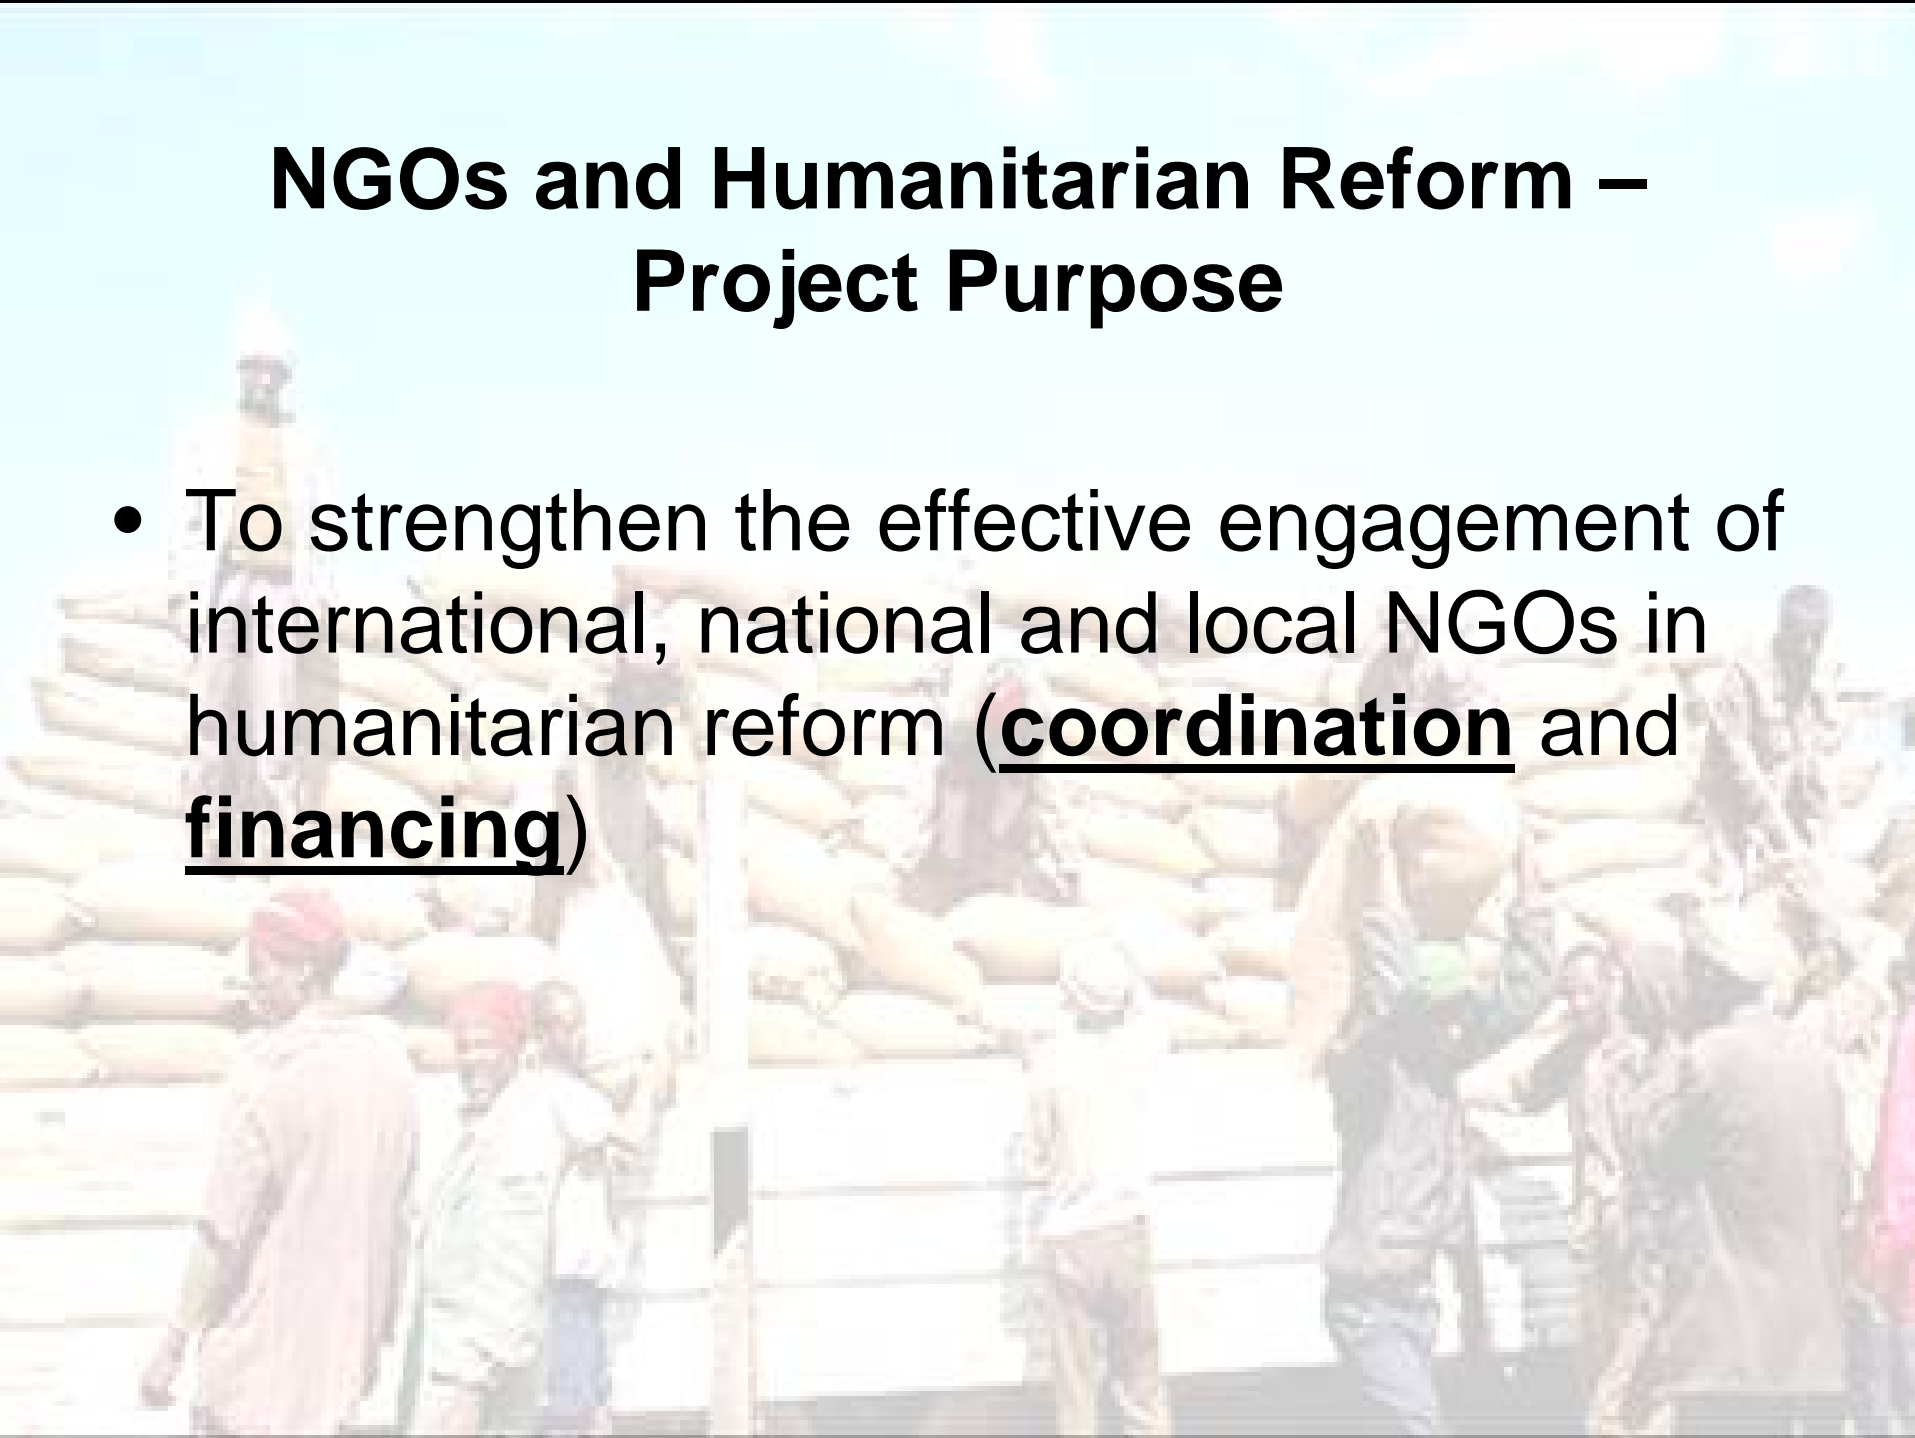 NGOs and Humanitarian Reform –
Project Purpose
• To strengthen the effective engagement of
international, national and local NGOs in
humanitarian reform (coordination and
financing)